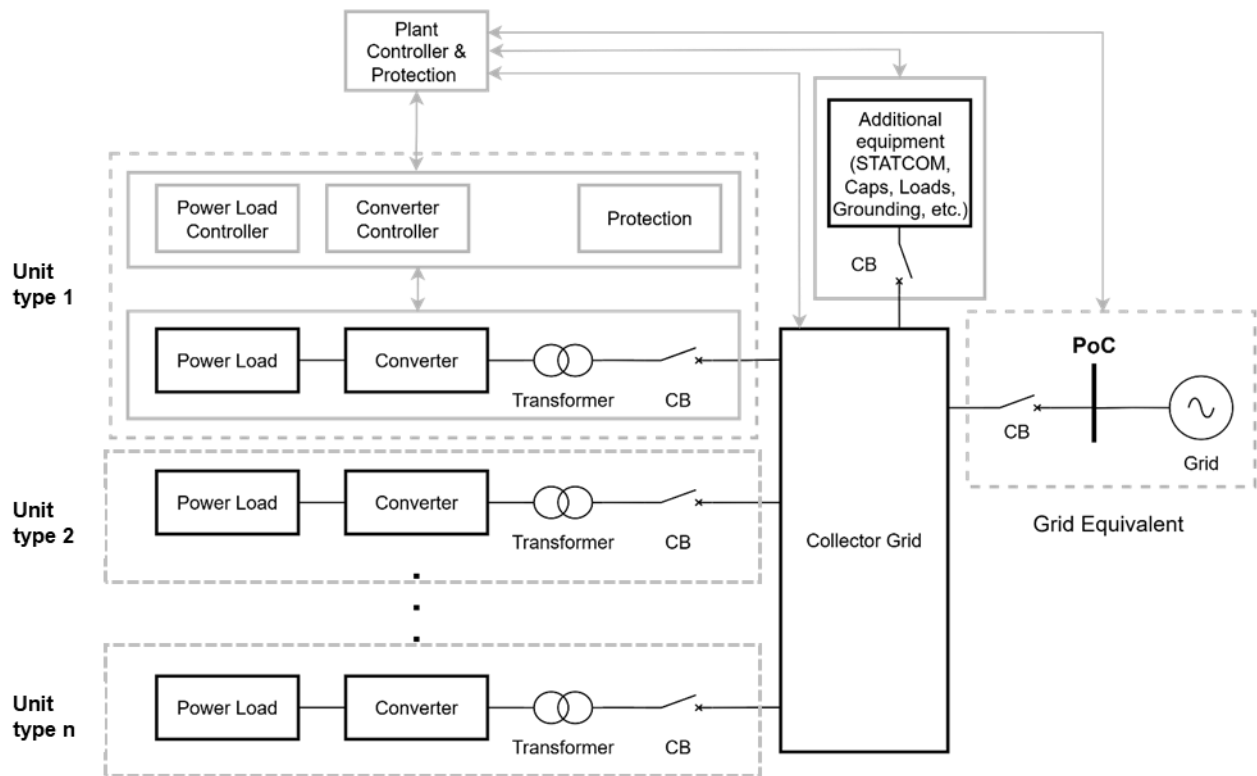 Plant
Controller &
Protection
Additional
equipment
(STATCOM,
Caps, Loads,
Grounding, etc.)
CB
Unit
type 1
Power Load
Controller
Converter
Controller
Protection
Power Load
Converter
Transformer
CB
PoC
CB
Grid
Grid Equivalent
Collector Grid
Unit
type 2
Power Load
Converter
Transformer
CB
Unit
type n
Power Load
Converter
Transformer
CB